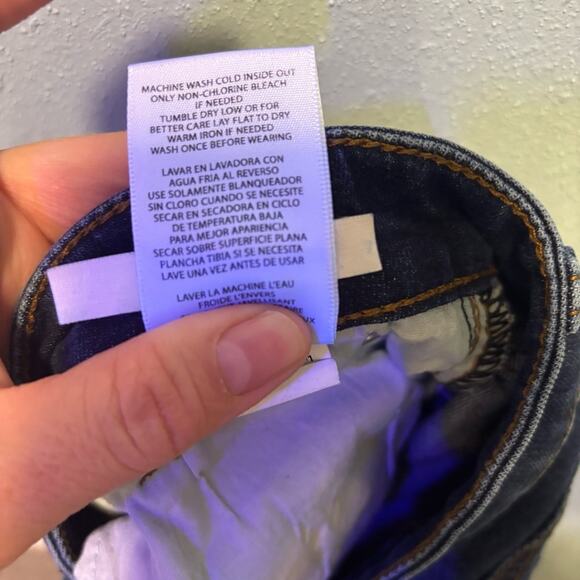 MACHINE WASH COLD INSIDE OUT
ONLY NON-CHLORINE BLEACH
IF NEEDED
TUMBLE DRY LOW OR FOR
BETTER CARE LAY FLAT TO DRY
WARM IRON IF NEEDED
WASH ONCE BEFORE WEARING
LAVAR EN LAVADORA CON
AGUA FRIA AL REVERSO
USE SOLAMENTE BLANQUEADOR
SIN CLORO CUANDO SE NECESITE
SECAR EN SECADORA EN CICLO
DE TEMPERATURA BAJA
PARA MEJOR APARIENCIA
SECAR SOBRE SUPERFICIE PLANA
PLANCHA TIBIA SI SE NECESITA
LAVE UNA VEZ ANTES DE USAR
LAVER LA MACHINE L'EAU
FROIDE L'ENVERS